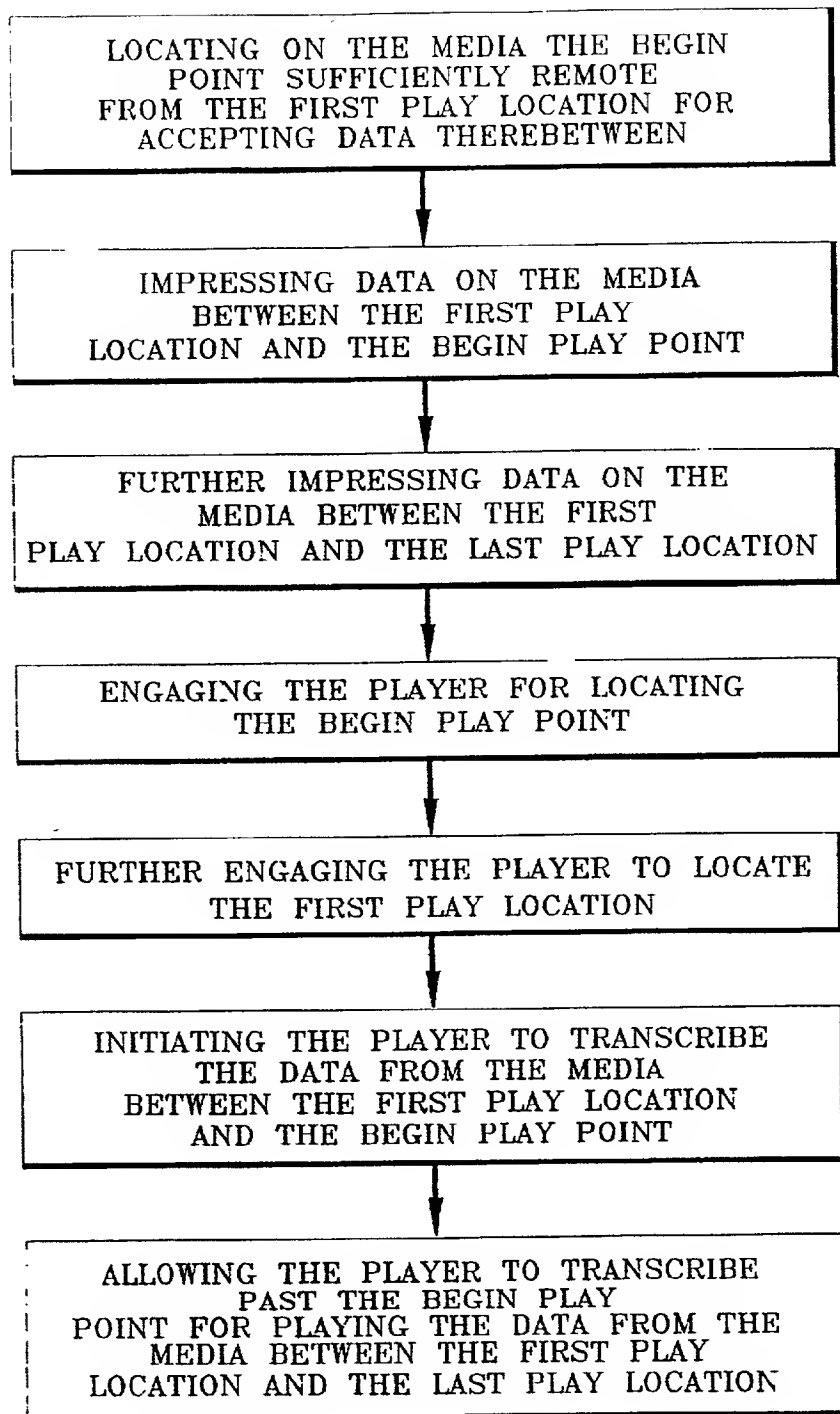 LOCATING ON THE MEDIA THE BEGIN
POINT SUFFICIENTLY REMOTE
FROM THE FIRST PLAY LOCATION FOR
ACCEPTING DATA THEREBETWEEN
IMPRESSING DATA ON THE MEDIA
BETWEEN THE FIRST PLAY
LOCATION AND THE BEGIN PLAY POINT
FURTHER IMPRESSING DATA ON THE
MEDIA BETWEEN THE FIRST
PLAY LOCATION AND THE LAST PLAY LOCATION
ENGAGING THE PLAYER FOR LOCATING
THE BEGIN PLAY POINT
FURTHER ENGAGING THE PLAYER TO LOCATE
THE FIRST PLAY LOCATION
INITIATING THE PLAYER TO TRANSCRIBE
THE DATA FROM THE MEDIA
BETWEEN THE FIRST PLAY LOCATION
AND THE BEGIN PLAY POINT
ALLOWING THE PLAYER TO TRANSCRIBE
PAST THE BEGIN PLAY
POINT FOR PLAYING THE DATA FROM THE
MEDIA BETWEEN THE FIRST PLAY
LOCATION AND THE LAST PLAY LOCATION